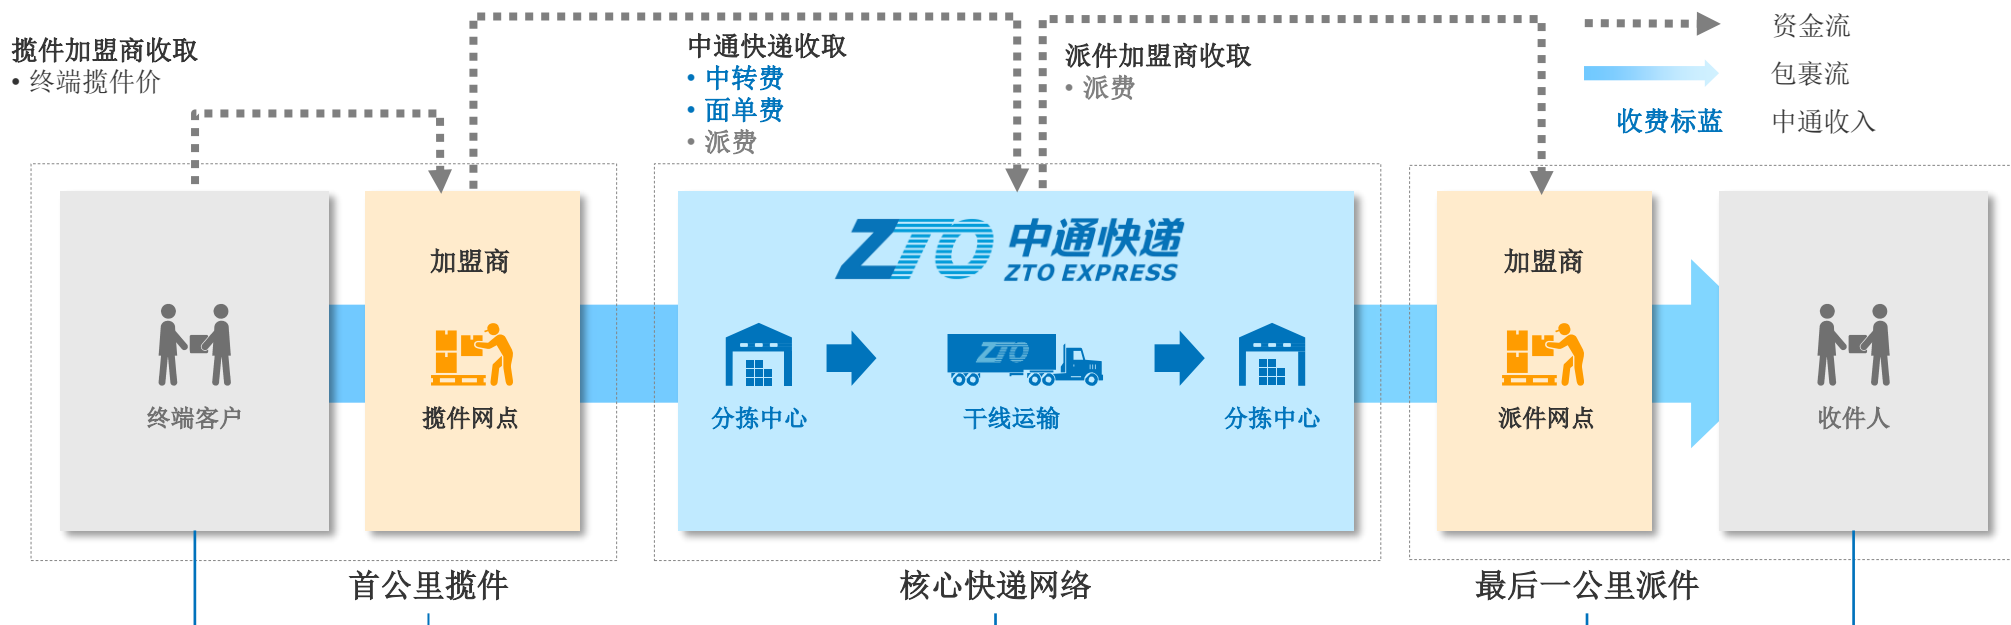 揽件加盟商收取
• 终端揽件价
中通快递收取
• 中转费
• 面单费
• 派费
派件加盟商收取
• 派费
资金流
包裹流
收费标蓝 中通收入
加盟商
揽件网点
终端客户
ZTO 中通快递
ZTO EXPRESS
分拣中心
ZTO
干线运输
分拣中心
加盟商
派件网点
收件人
首公里揽件
核心快递网络
最后一公里派件